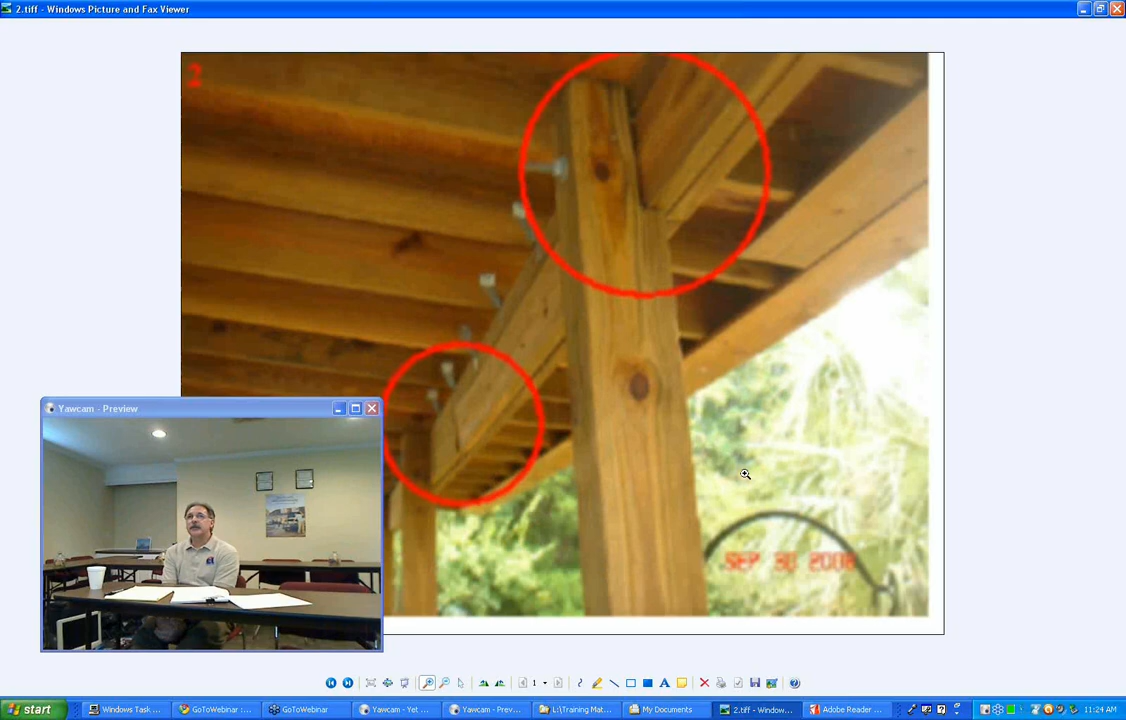 2.tiff - Windows Picture and Fax Viewer
2
Yawcam - Preview
SEP 30 2008
1
start
Windows Task ...
GoToWebinar : ...
GoToWebinar
Yawcam - Yet ...
Yawcam - Prev...
L:\Training Mat...
My Documents
2.tiff - Window...
Adobe Reader ...
11:24 AM